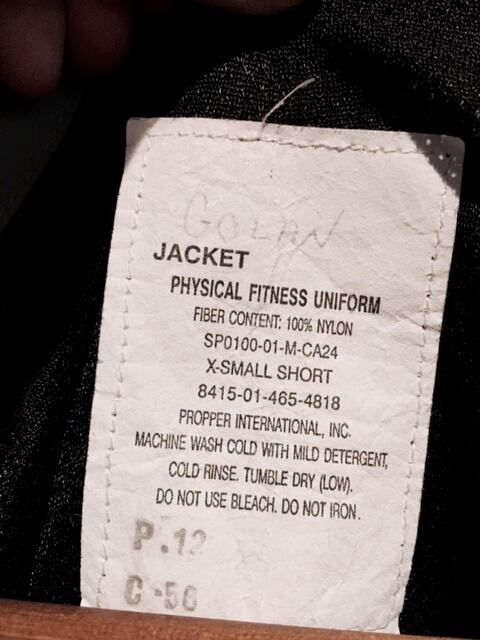 GOLAN
JACKET
PHYSICAL FITNESS UNIFORM
FIBER CONTENT: 100% NYLON
SP0100-01-M-CA24
X-SMALL SHORT
8415-01-465-4818
PROPPER INTERNATIONAL, INC.
MACHINE WASH COLD WITH MILD DETERGENT,
COLD RINSE. TUMBLE DRY (LOW).
DO NOT USE BLEACH. DO NOT IRON.
P.12
C-56